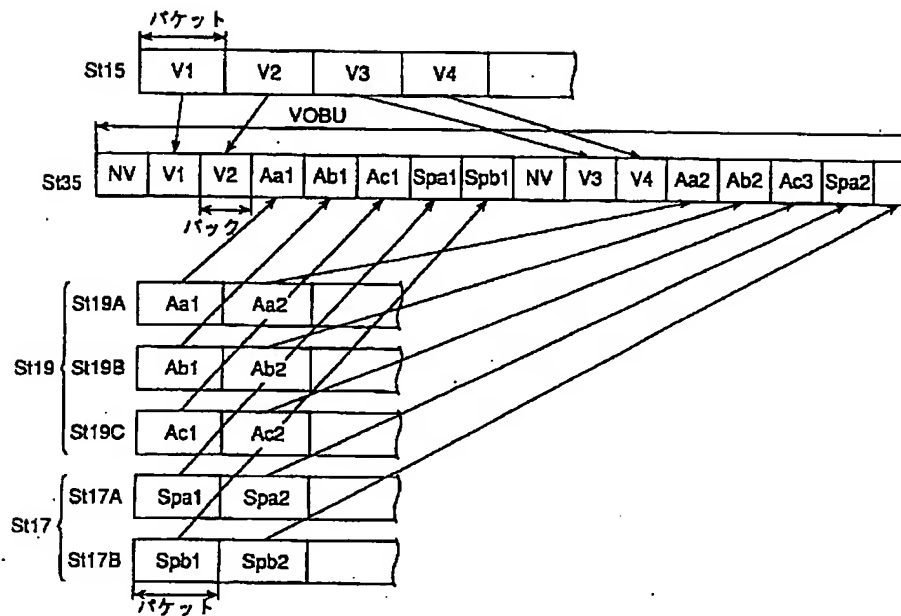 パケット
St15 V1 V2 V3 V4
VOBU
St35 NV V1 V2 Aa1 Ab1 Ac1 Spa1 Spb1 NV V3 V4 Aa2 Ab2 Ac3 Spa2
パック
St19A Aa1 Aa2
St19 St19B Ab1 Ab2
St19C Ac1 Ac2
St17A Spa1 Spa2
St17
St17B Spb1 Spb2
パケット